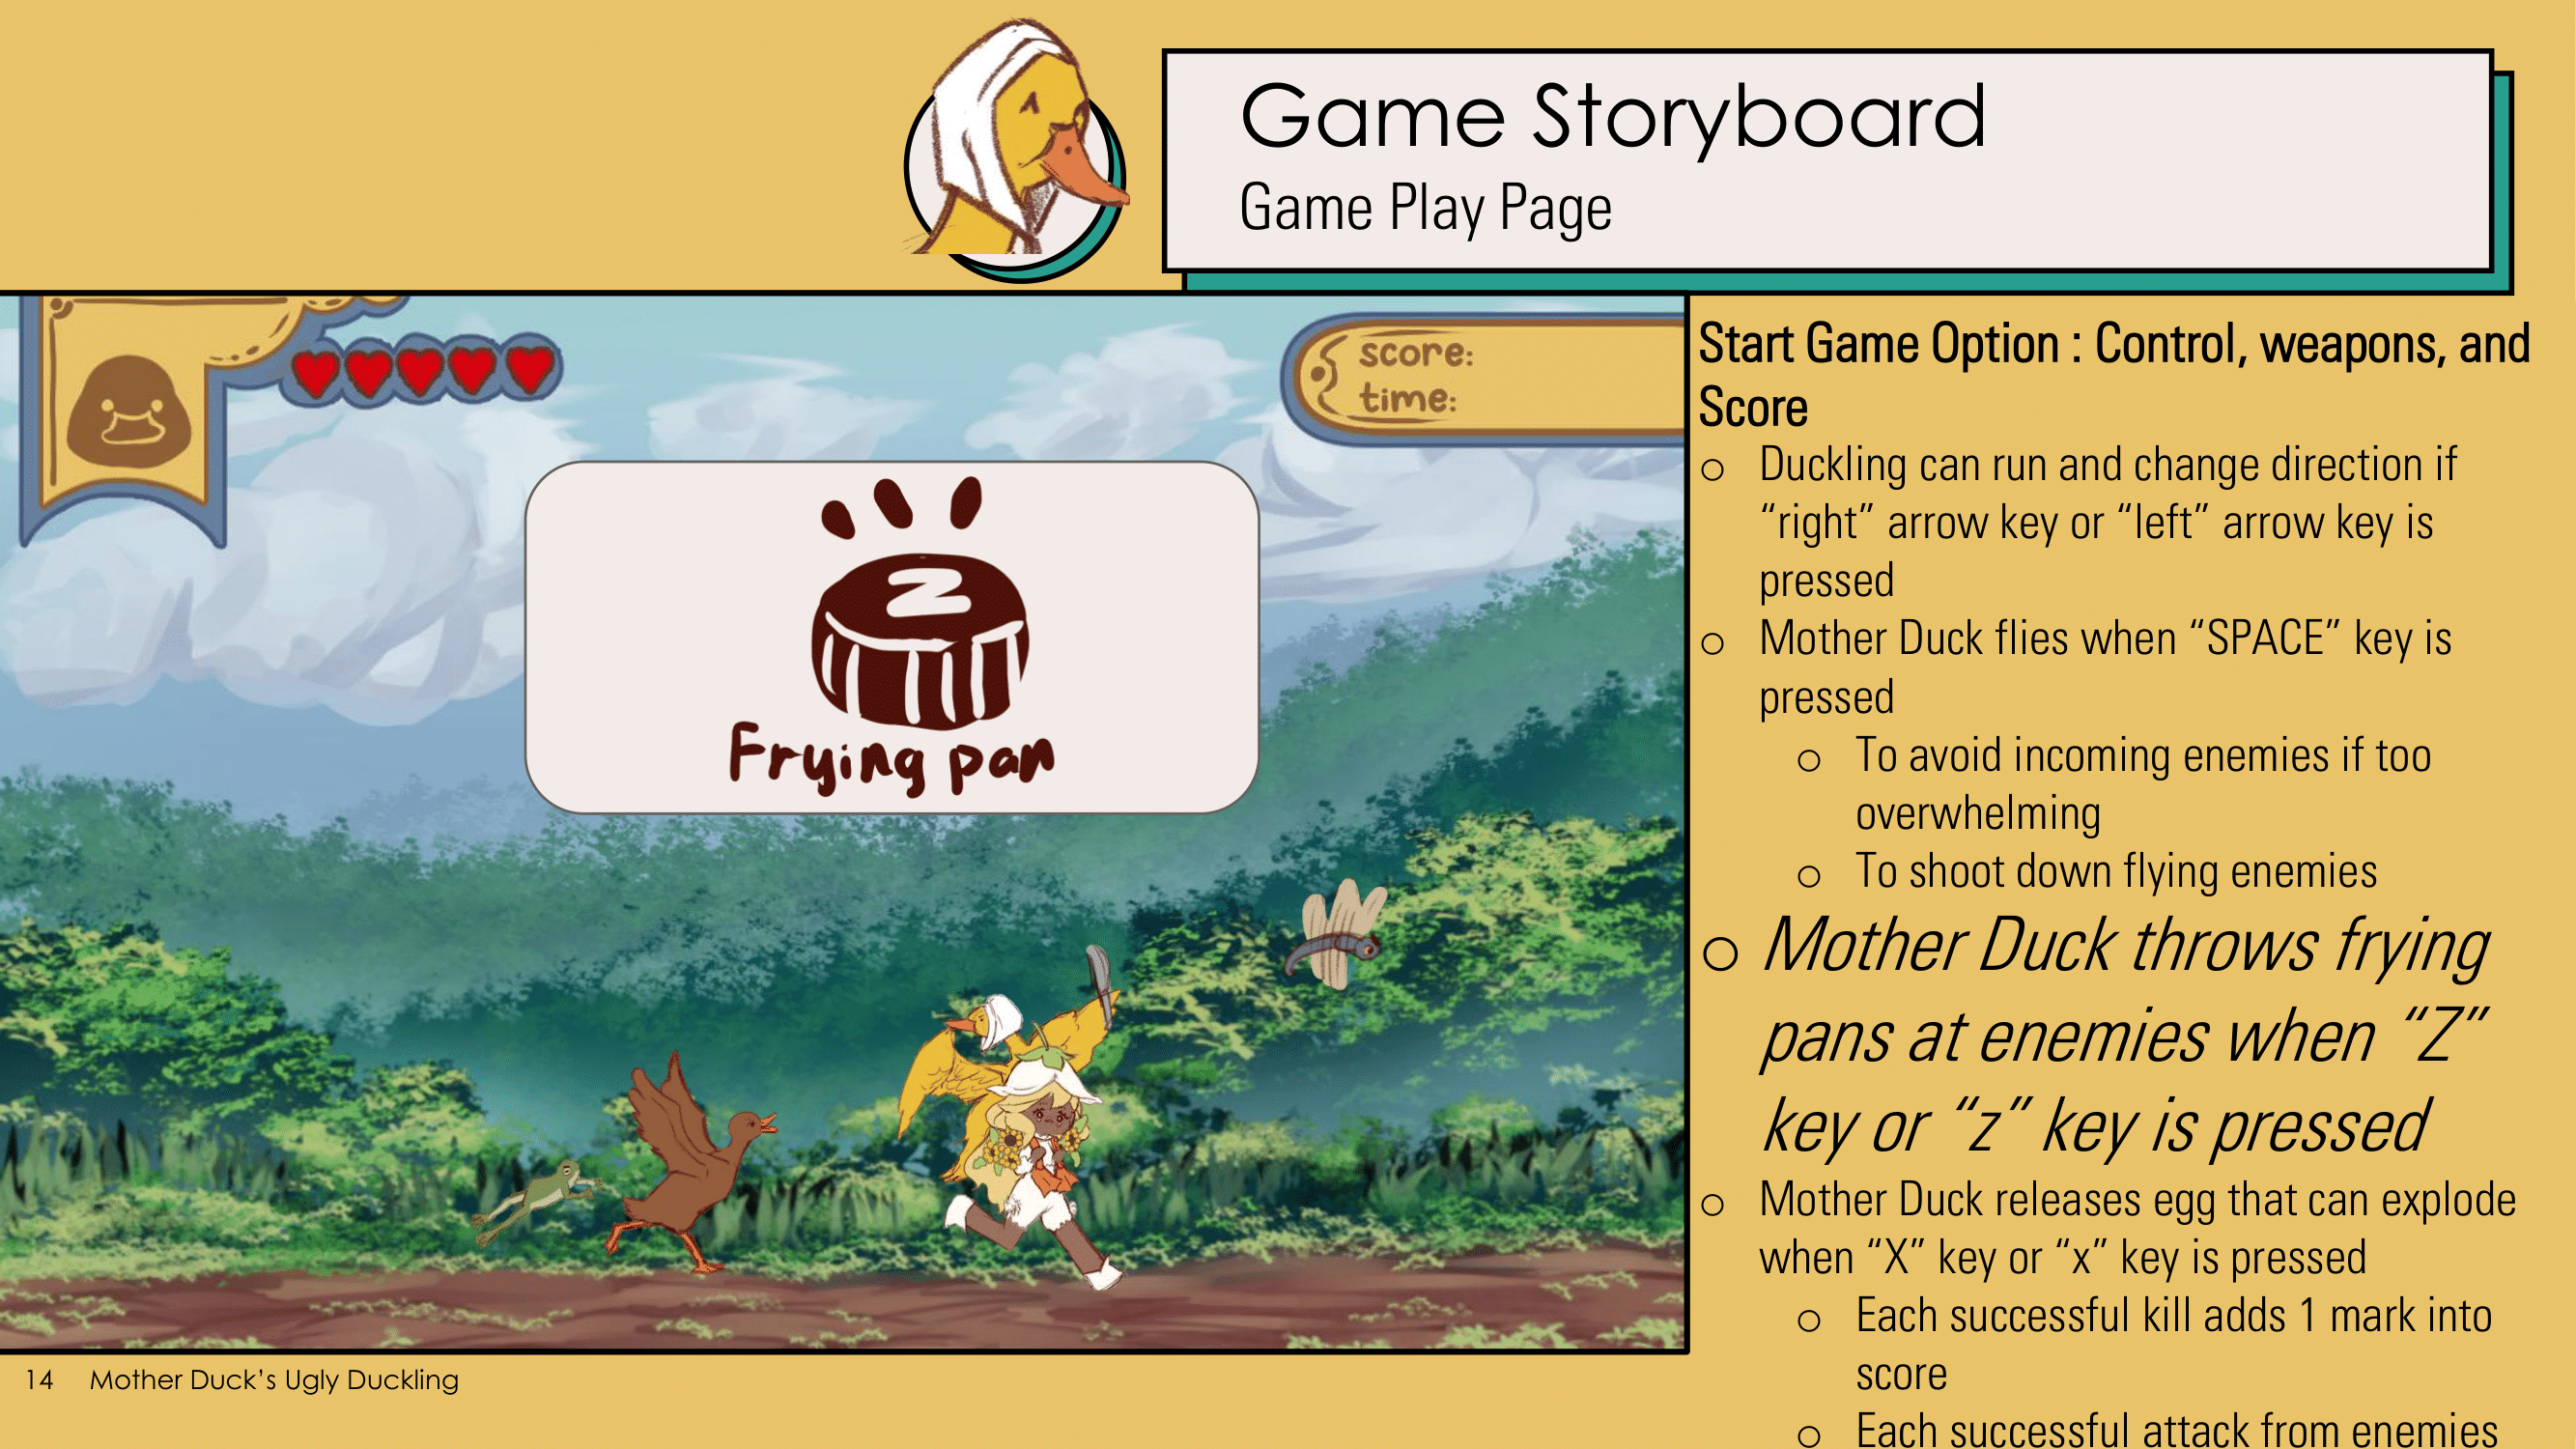 Game Storyboard
Game Play Page
score:
time:
Z
Frying pan
Start Game Option : Control, weapons, and
Score
o Duckling can run and change direction if
“right” arrow key or “left” arrow key is
pressed
o Mother Duck flies when “SPACE” key is
pressed
o To avoid incoming enemies if too
overwhelming
o To shoot down flying enemies
o Mother Duck throws frying
pans at enemies when “Z”
key or “z” key is pressed
o Mother Duck releases egg that can explode
when “X” key or “x” key is pressed
o Each successful kill adds 1 mark into
score
o Each successful attack from enemies
14 Mother Duck’s Ugly Duckling